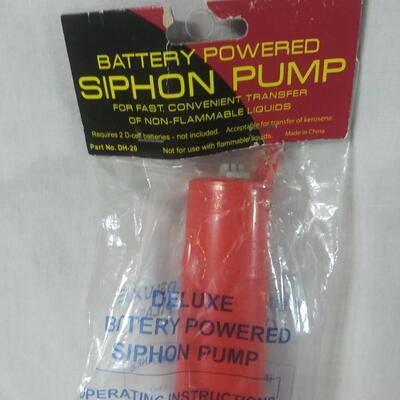 BATTERY POWERED
SIPHON PUMP
FOR FAST, CONVENIENT TRANSFER
OF NON-FLAMMABLE LIQUIDS
Requires 2 D-cell batteries - not included. Acceptable for transfer of kerosene.
Part No. DH-20 Not for use with flammable liquids. Made in China
DELUXE
BATTERY POWERED
SIPHON PUMP
OPERATING INSTRUCTIONS